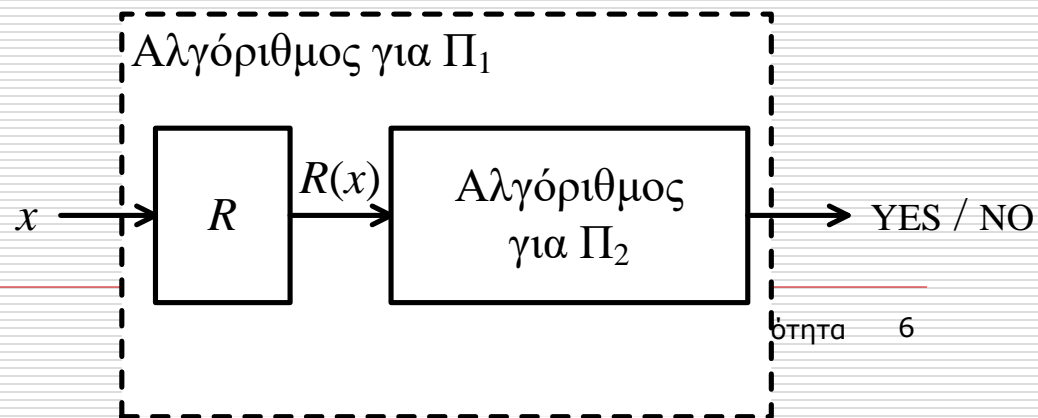 Αλγόριθμος για Π₁
x
R
R(x)
Αλγόριθμος
για Π₂
YES / NO
ότητα 6